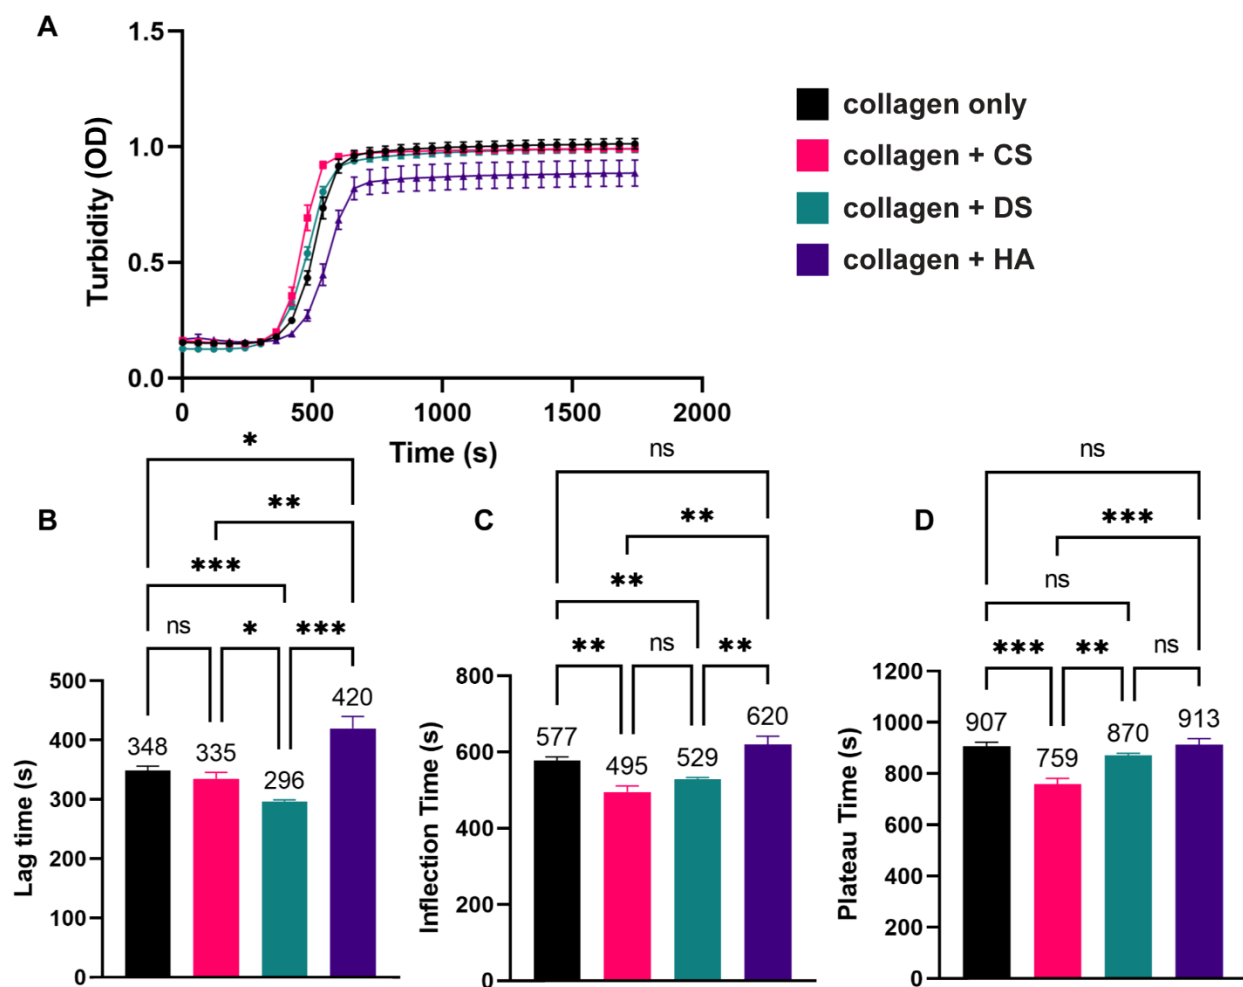 A
1.5
1.0
0.5
0.0
Turbidity (OD)
0 500 1000 1500 2000
Time (s)
collagen only
collagen + CS
collagen + DS
collagen + HA
B
*
**
***
ns * ***
500
400
300
200
100
0
Lag time (s)
348 335 296 420
C
ns
**
**
** ns **
800
600
400
200
0
Inflection Time (s)
577 495 529 620
D
ns
***
ns
*** ** ns
1200
1000
800
600
400
200
0
Plateau Time (s)
907 759 870 913